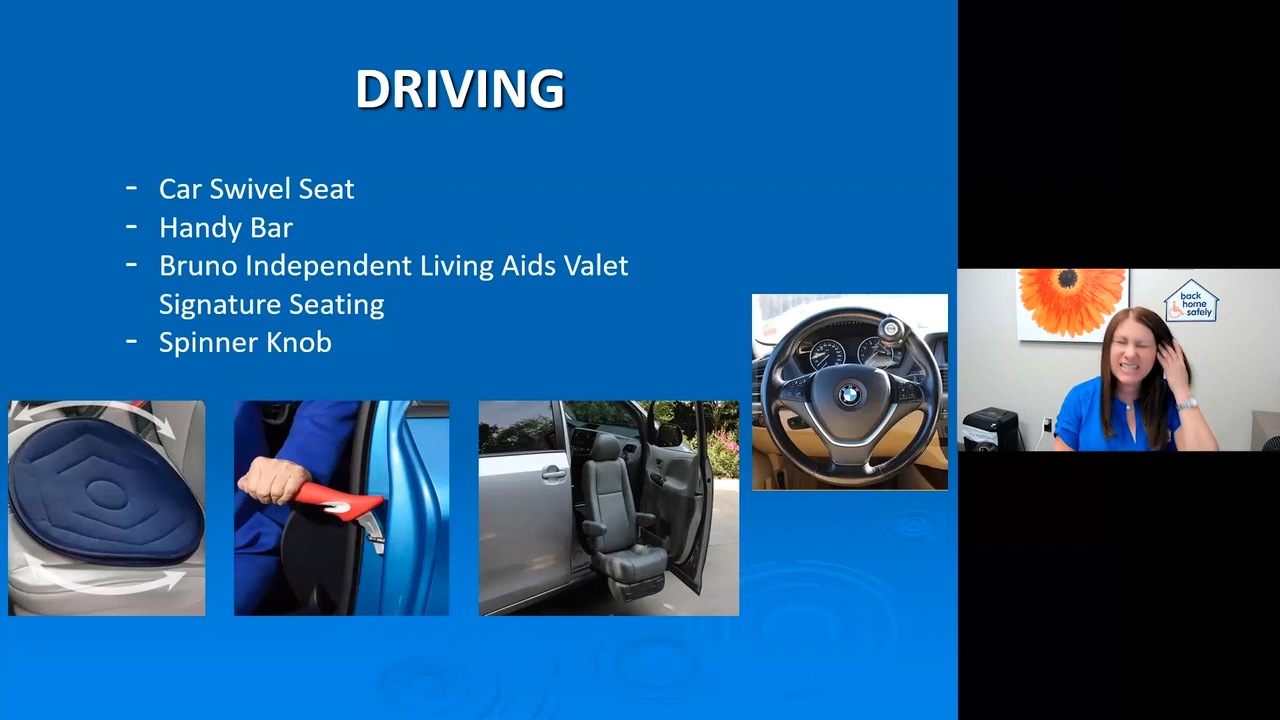 DRIVING
- Car Swivel Seat
- Handy Bar
- Bruno Independent Living Aids Valet
Signature Seating
- Spinner Knob
back
home
safely